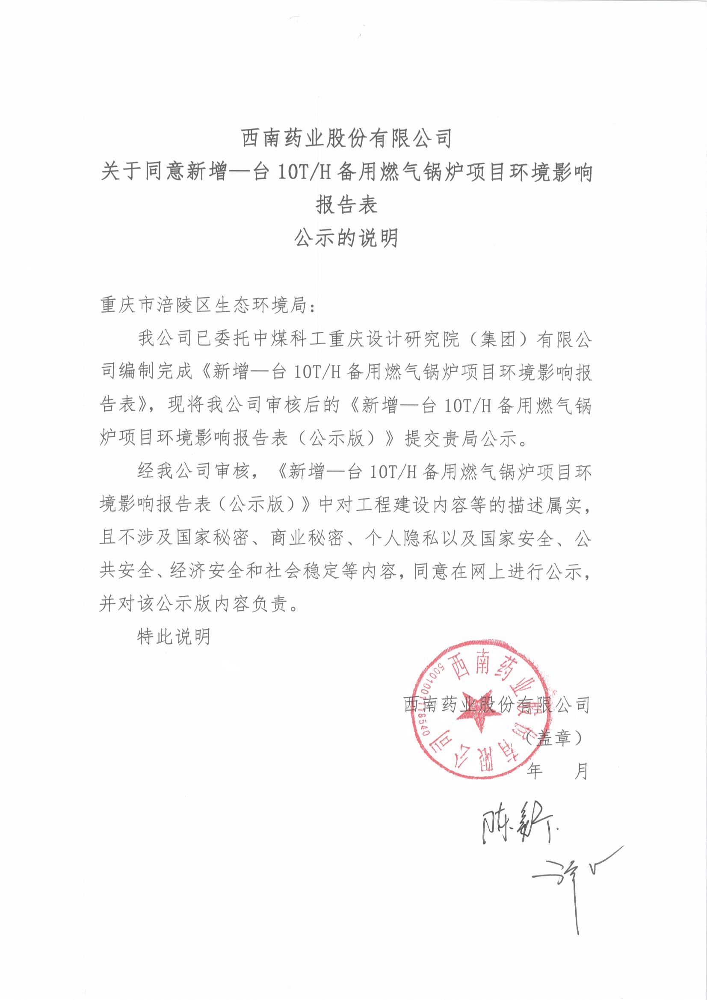 西南药业股份有限公司
关于同意新增一台 10T/H 备用燃气锅炉项目环境影响
报告表
公示的说明
重庆市涪陵区生态环境局：
我公司已委托中煤科工重庆设计研究院（集团）有限公
司编制完成《新增一台 10T/H 备用燃气锅炉项目环境影响报
告表》，现将我公司审核后的《新增一台 10T/H 备用燃气锅
炉项目环境影响报告表（公示版）》提交贵局公示。
经我公司审核，《新增一台 10T/H 备用燃气锅炉项目环
境影响报告表（公示版）》中对工程建设内容等的描述属实，
且不涉及国家秘密、商业秘密、个人隐私以及国家安全、公
共安全、经济安全和社会稳定等内容，同意在网上进行公示，
并对该公示版内容负责。
特此说明
西南药业股份有限公司
西南药业股份有限公司
（盖章）
年 月